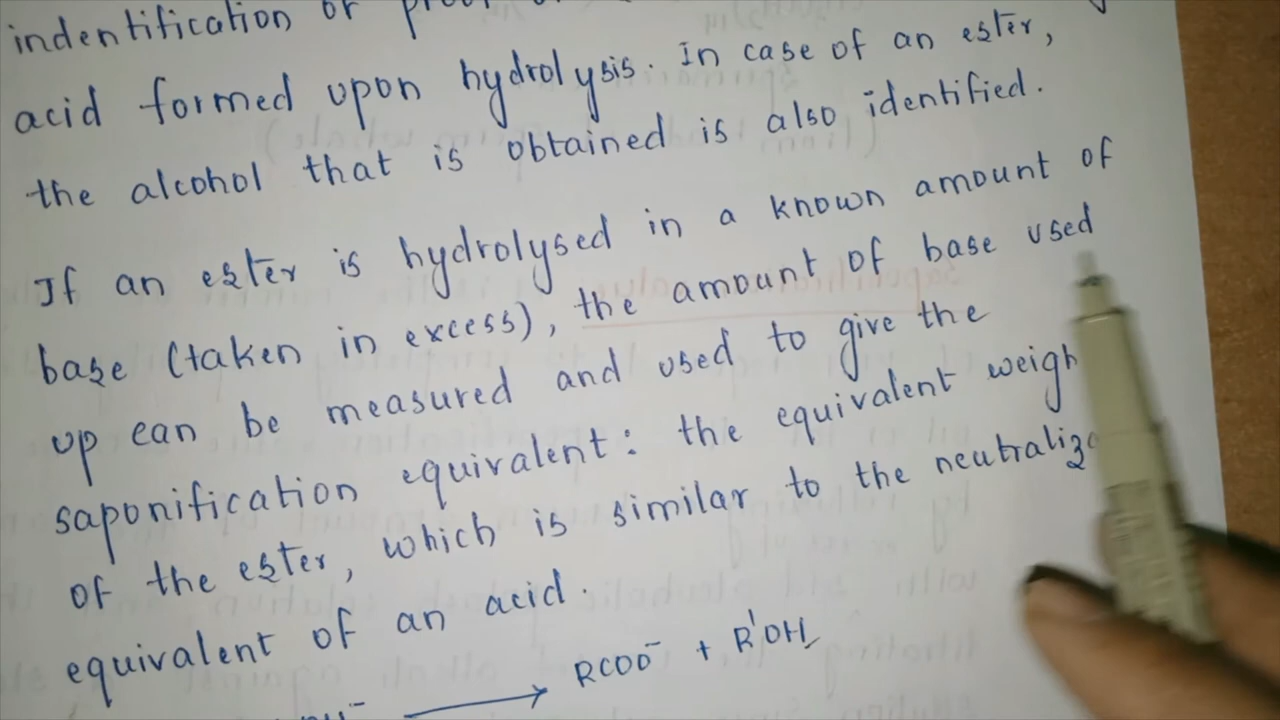 indentification or
acid formed upon hydrolysis. In case of an ester,
the alcohol that is obtained is also identified.
If an ester is hydrolysed in a known amount of
base (taken in excess), the amount of base used
up can be measured and used to give the
saponification equivalent: the equivalent weigh
of the ester, which is similar to the neutraliz
equivalent of an acid.
RCOO⁻ + R'OH